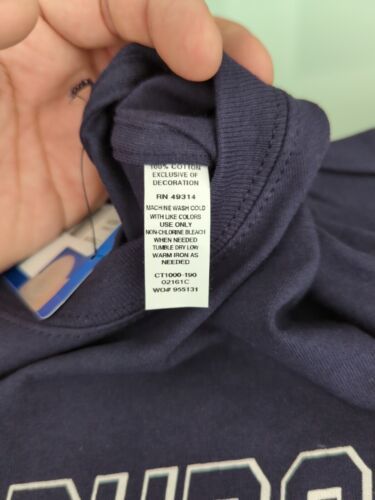 100% COTTON
EXCLUSIVE OF
DECORATION
RN 49314
MACHINE WASH COLD
WITH LIKE COLORS
USE ONLY
NON-CHLORINE BLEACH
WHEN NEEDED
TUMBLE DRY LOW
WARM IRON AS
NEEDED
CT1000-190
02161C
WO# 955131